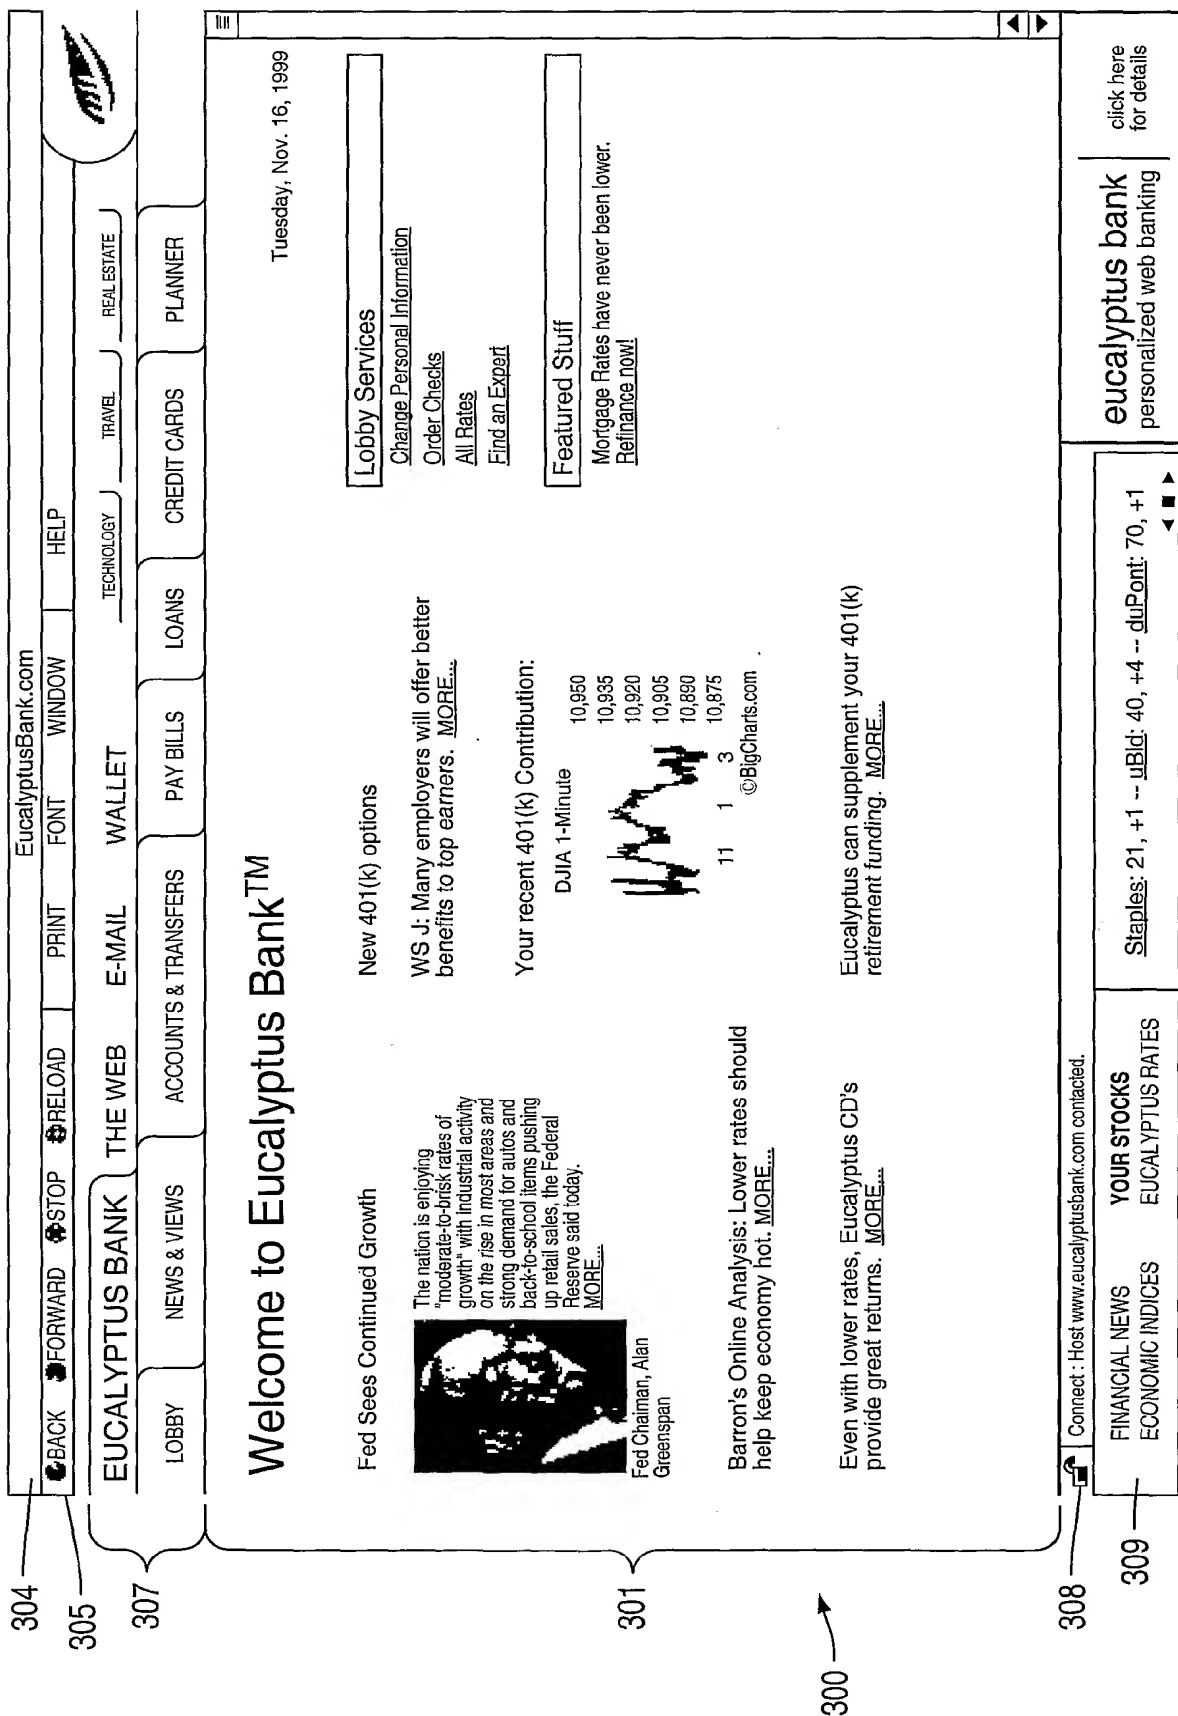 EucalyptusBank.com
BACK FORWARD STOP RELOAD PRINT FONT WINDOW HELP
EUCALYPTUS BANK THE WEB E-MAIL WALLET TECHNOLOGY TRAVEL REAL ESTATE
LOBBY NEWS & VIEWS ACCOUNTS & TRANSFERS PAY BILLS LOANS CREDIT CARDS PLANNER
Welcome to Eucalyptus Bank™
Tuesday, Nov. 16, 1999
Fed Sees Continued Growth
The nation is enjoying
"moderate-to-brisk rates of
growth" with industrial activity
on the rise in most areas and
strong demand for autos and
back-to-school items pushing
up retail sales, the Federal
Reserve said today.
MORE...
Fed Chaiman, Alan
Greenspan
Barron's Online Analysis: Lower rates should
help keep economy hot. MORE...
Even with lower rates, Eucalyptus CD's
provide great returns. MORE...
New 401(k) options
WS J: Many employers will offer better
benefits to top earners. MORE...
Your recent 401(k) Contribution:
DJIA 1-Minute
10,950
10,935
10,920
10,905
10,890
10,875
11 1 3
©BigCharts.com
Eucalyptus can supplement your 401(k)
retirement funding. MORE...
Lobby Services
Change Personal Information
Order Checks
All Rates
Find an Expert
Featured Stuff
Mortgage Rates have never been lower.
Refinance now!
Connect:: Host www.eucalyptusbank.com contacted.
FINANCIAL NEWS YOUR STOCKS
ECONOMIC INDICES EUCALYPTUS RATES
Staples: 21, +1 -- uBld: 40, +4 -- duPont: 70, +1
eucalyptus bank
personalized web banking
click here
for details
304
305
307
301
300
308
309